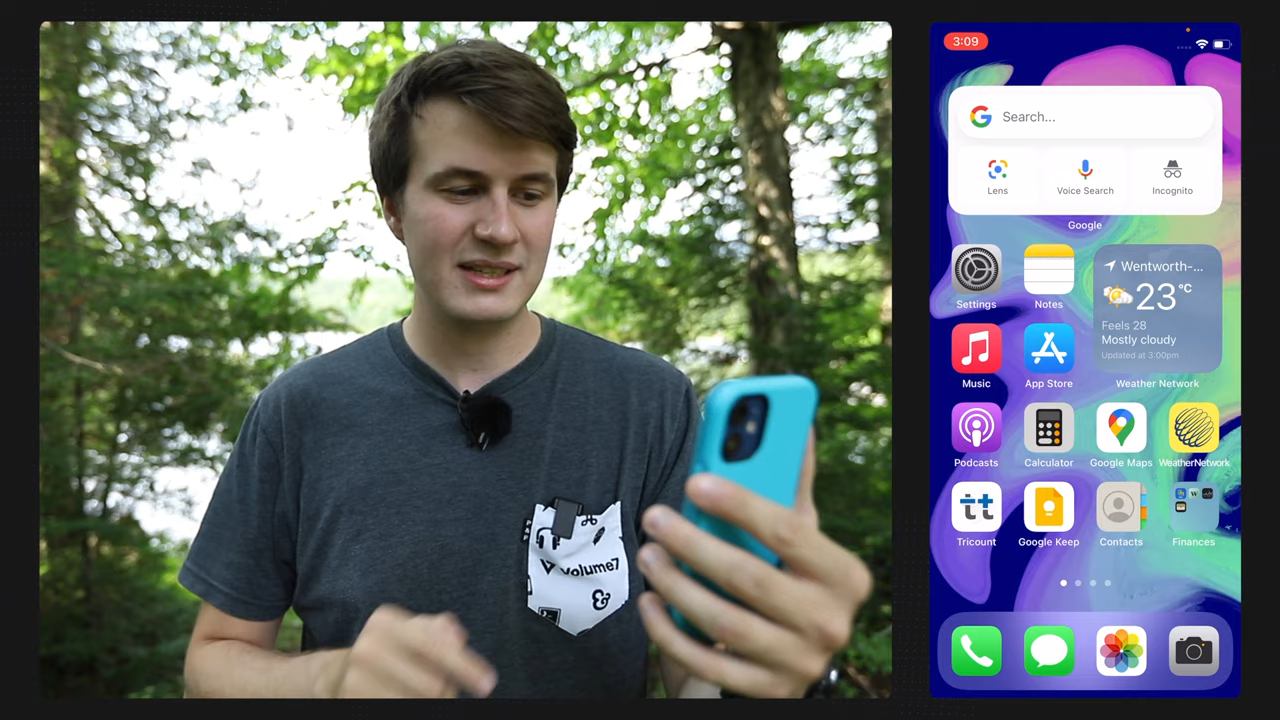 Volume7
&
3:09
Search...
Lens
Voice Search
Incognito
Google
Settings
Notes
Wentworth-...
23°C
Feels 28
Mostly cloudy
Updated at 3:00pm
Music
App Store
Weather Network
Podcasts
Calculator
Google Maps
WeatherNetwork
tt
Tricount
Google Keep
Contacts
Finances